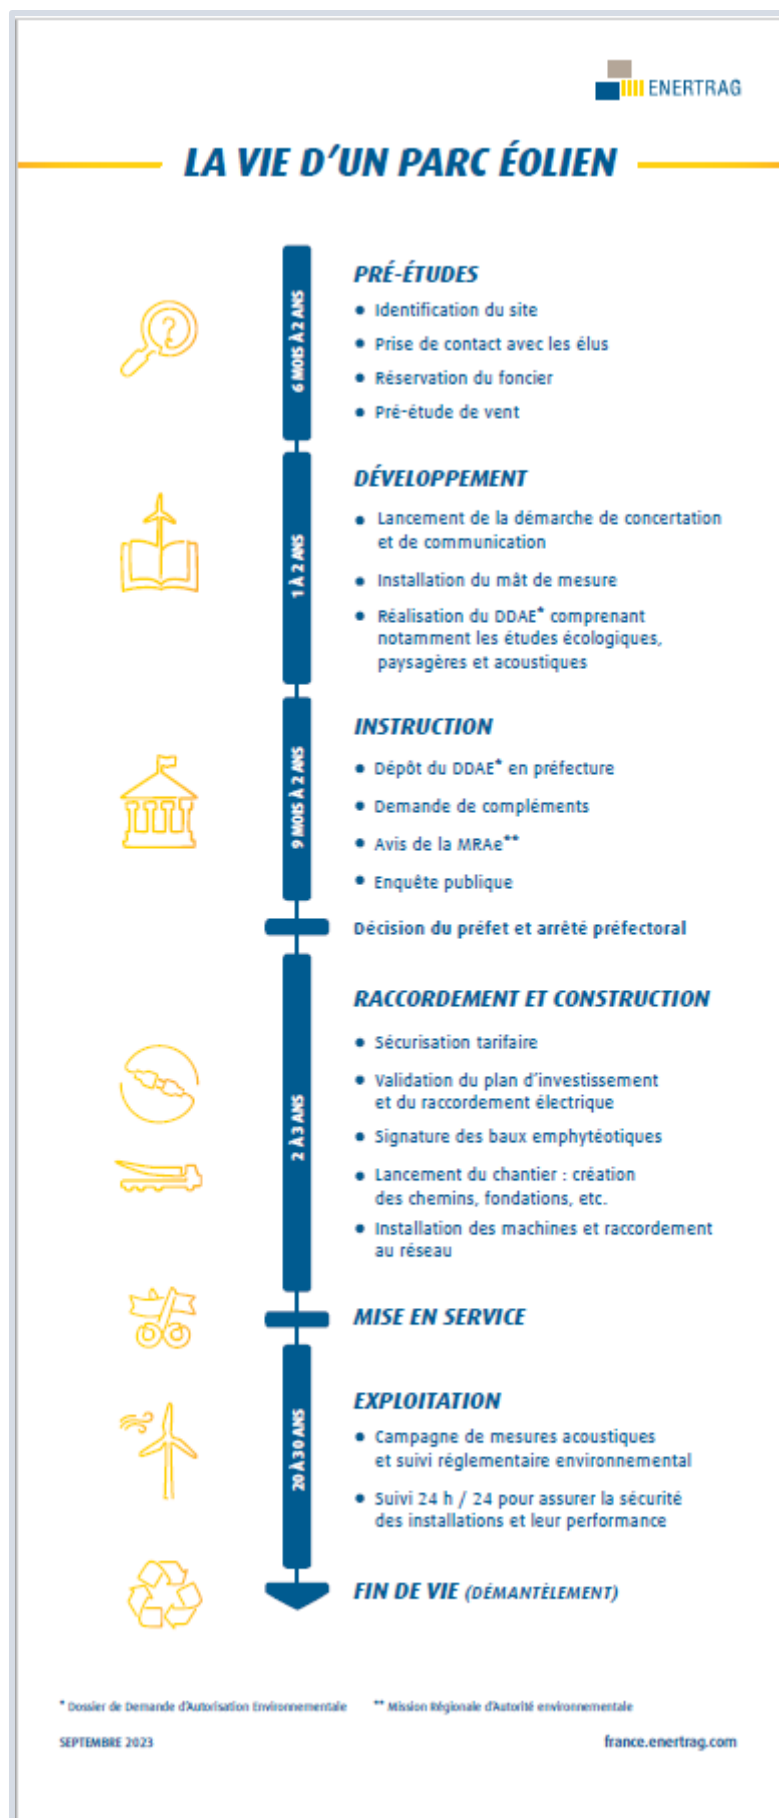 ENERTRAG
LA VIE D'UN PARC ÉOLIEN
6 MOIS À 2 ANS
PRÉ-ÉTUDES
• Identification du site
• Prise de contact avec les élus
• Réservation du foncier
• Pré-étude de vent
1 À 2 ANS
DÉVELOPPEMENT
• Lancement de la démarche de concertation
et de communication
• Installation du mât de mesure
• Réalisation du DDAE* comprenant
notamment les études écologiques,
paysagères et acoustiques
9 MOIS À 2 ANS
INSTRUCTION
• Dépôt du DDAE* en préfecture
• Demande de compléments
• Avis de la MRAe**
• Enquête publique
Décision du préfet et arrêté préfectoral
2 À 3 ANS
RACCORDEMENT ET CONSTRUCTION
• Sécurisation tarifaire
• Validation du plan d'investissement
et du raccordement électrique
• Signature des baux emphytéotiques
• Lancement du chantier : création
des chemins, fondations, etc.
• Installation des machines et raccordement
au réseau
MISE EN SERVICE
20 À 30 ANS
EXPLOITATION
• Campagne de mesures acoustiques
et suivi réglementaire environnemental
• Suivi 24 h / 24 pour assurer la sécurité
des installations et leur performance
FIN DE VIE (DÉMANTÈLEMENT)
* Dossier de Demande d'Autorisation Environnementale ** Mission Régionale d'Autorité environnementale
SEPTEMBRE 2023 france.enertrag.com